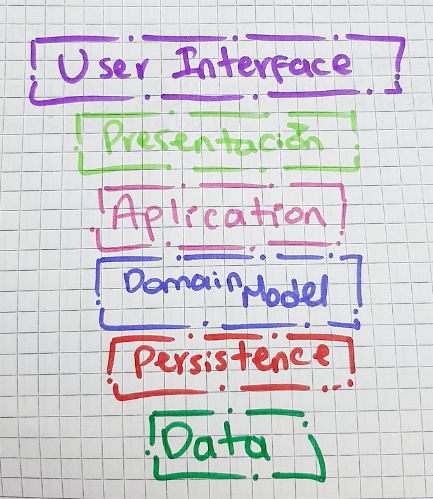 User Interface
Presentación
Aplication
Domain Model
Persistence
Data